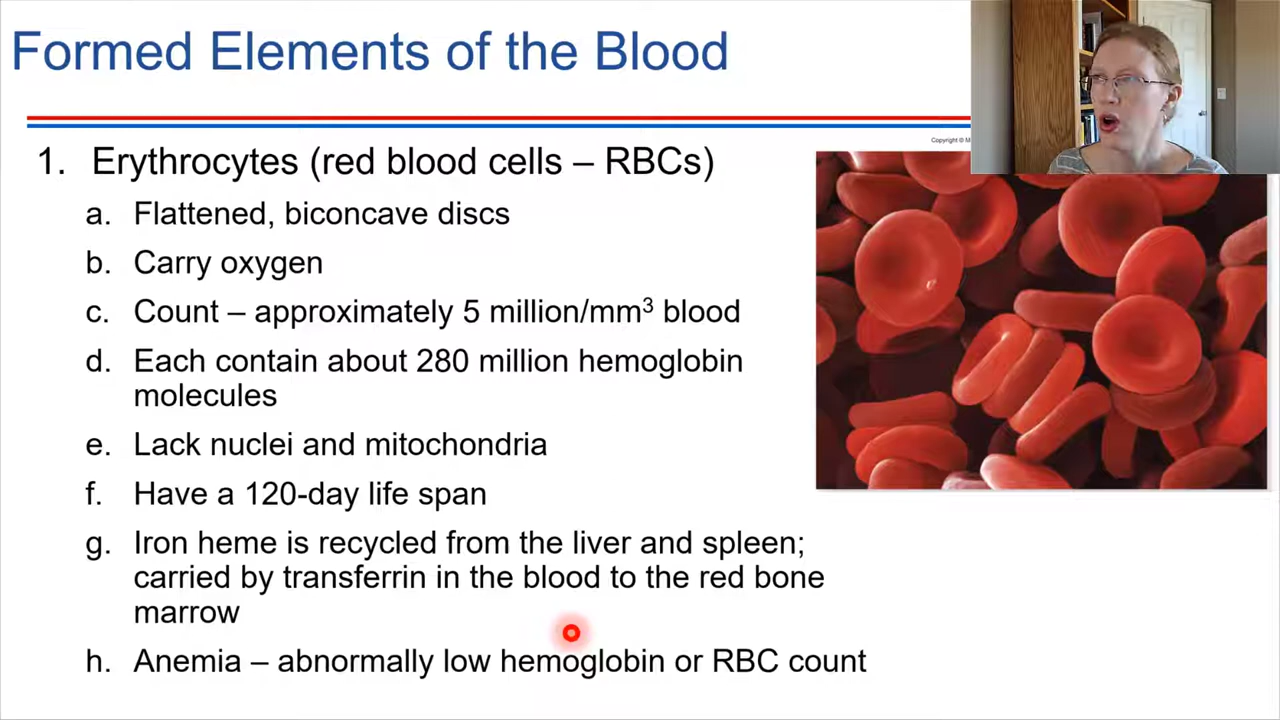 Formed Elements of the Blood
Copyright © M
1. Erythrocytes (red blood cells – RBCs)
a. Flattened, biconcave discs
b. Carry oxygen
c. Count – approximately 5 million/mm³ blood
d. Each contain about 280 million hemoglobin
molecules
e. Lack nuclei and mitochondria
f. Have a 120-day life span
g. Iron heme is recycled from the liver and spleen;
carried by transferrin in the blood to the red bone
marrow
h. Anemia – abnormally low hemoglobin or RBC count